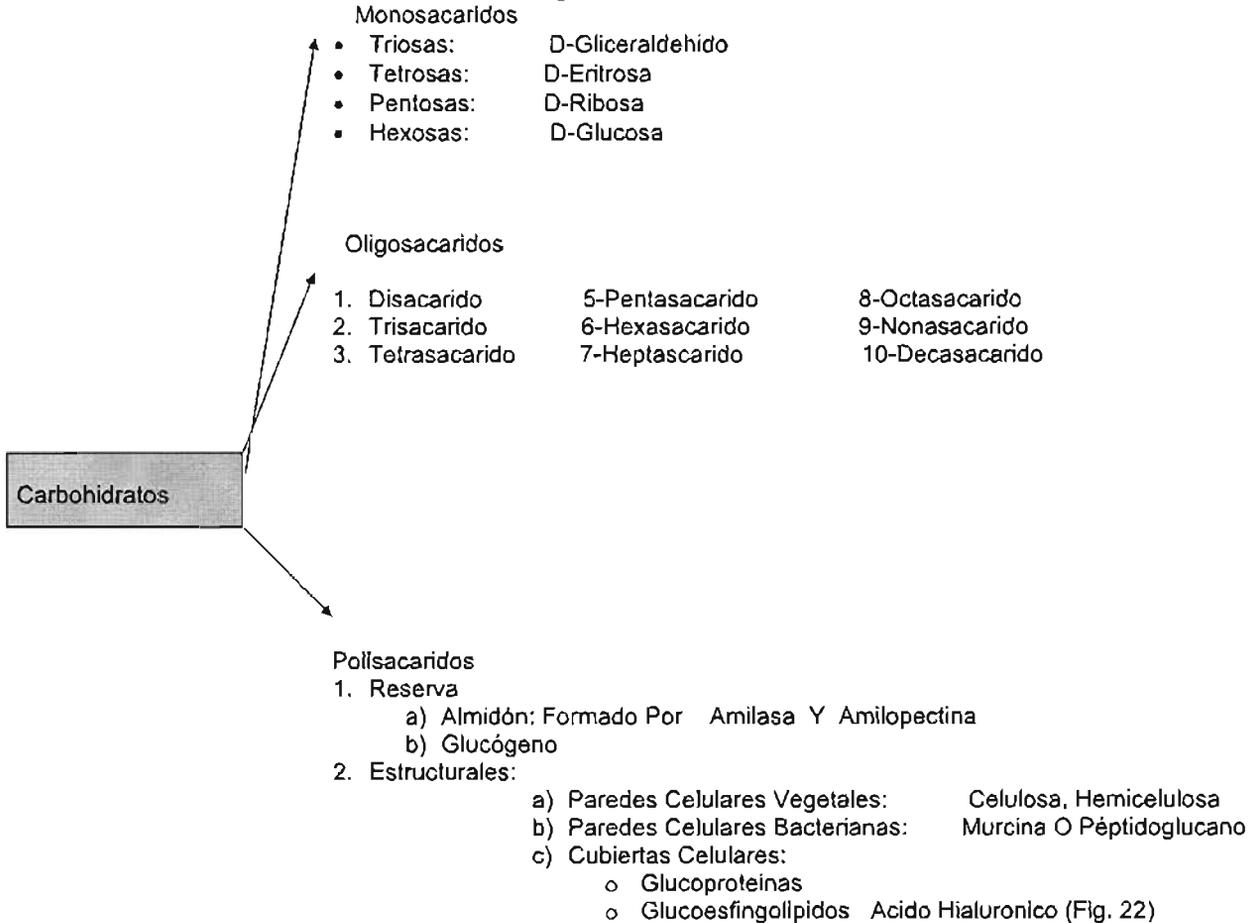 Monosacaridos
• Triosas: D-Gliceraldehído
• Tetrosas: D-Eritrosa
• Pentosas: D-Ribosa
• Hexosas: D-Glucosa
Oligosacaridos
1. Disacarido 5-Pentasacarido 8-Octasacarido
2. Trisacarido 6-Hexasacarido 9-Nonasacarido
3. Tetrasacarido 7-Heptascarido 10-Decasacarido
Carbohidratos
Polisacaridos
1. Reserva
a) Almidón: Formado Por Amilasa Y Amilopectina
b) Glucógeno
2. Estructurales:
a) Paredes Celulares Vegetales: Celulosa, Hemicelulosa
b) Paredes Celulares Bacterianas: Murcina O Péptidoglucano
c) Cubiertas Celulares:
o Glucoproteínas
o Glucoesfingolipidos Acido Hialuronico (Fig. 22)